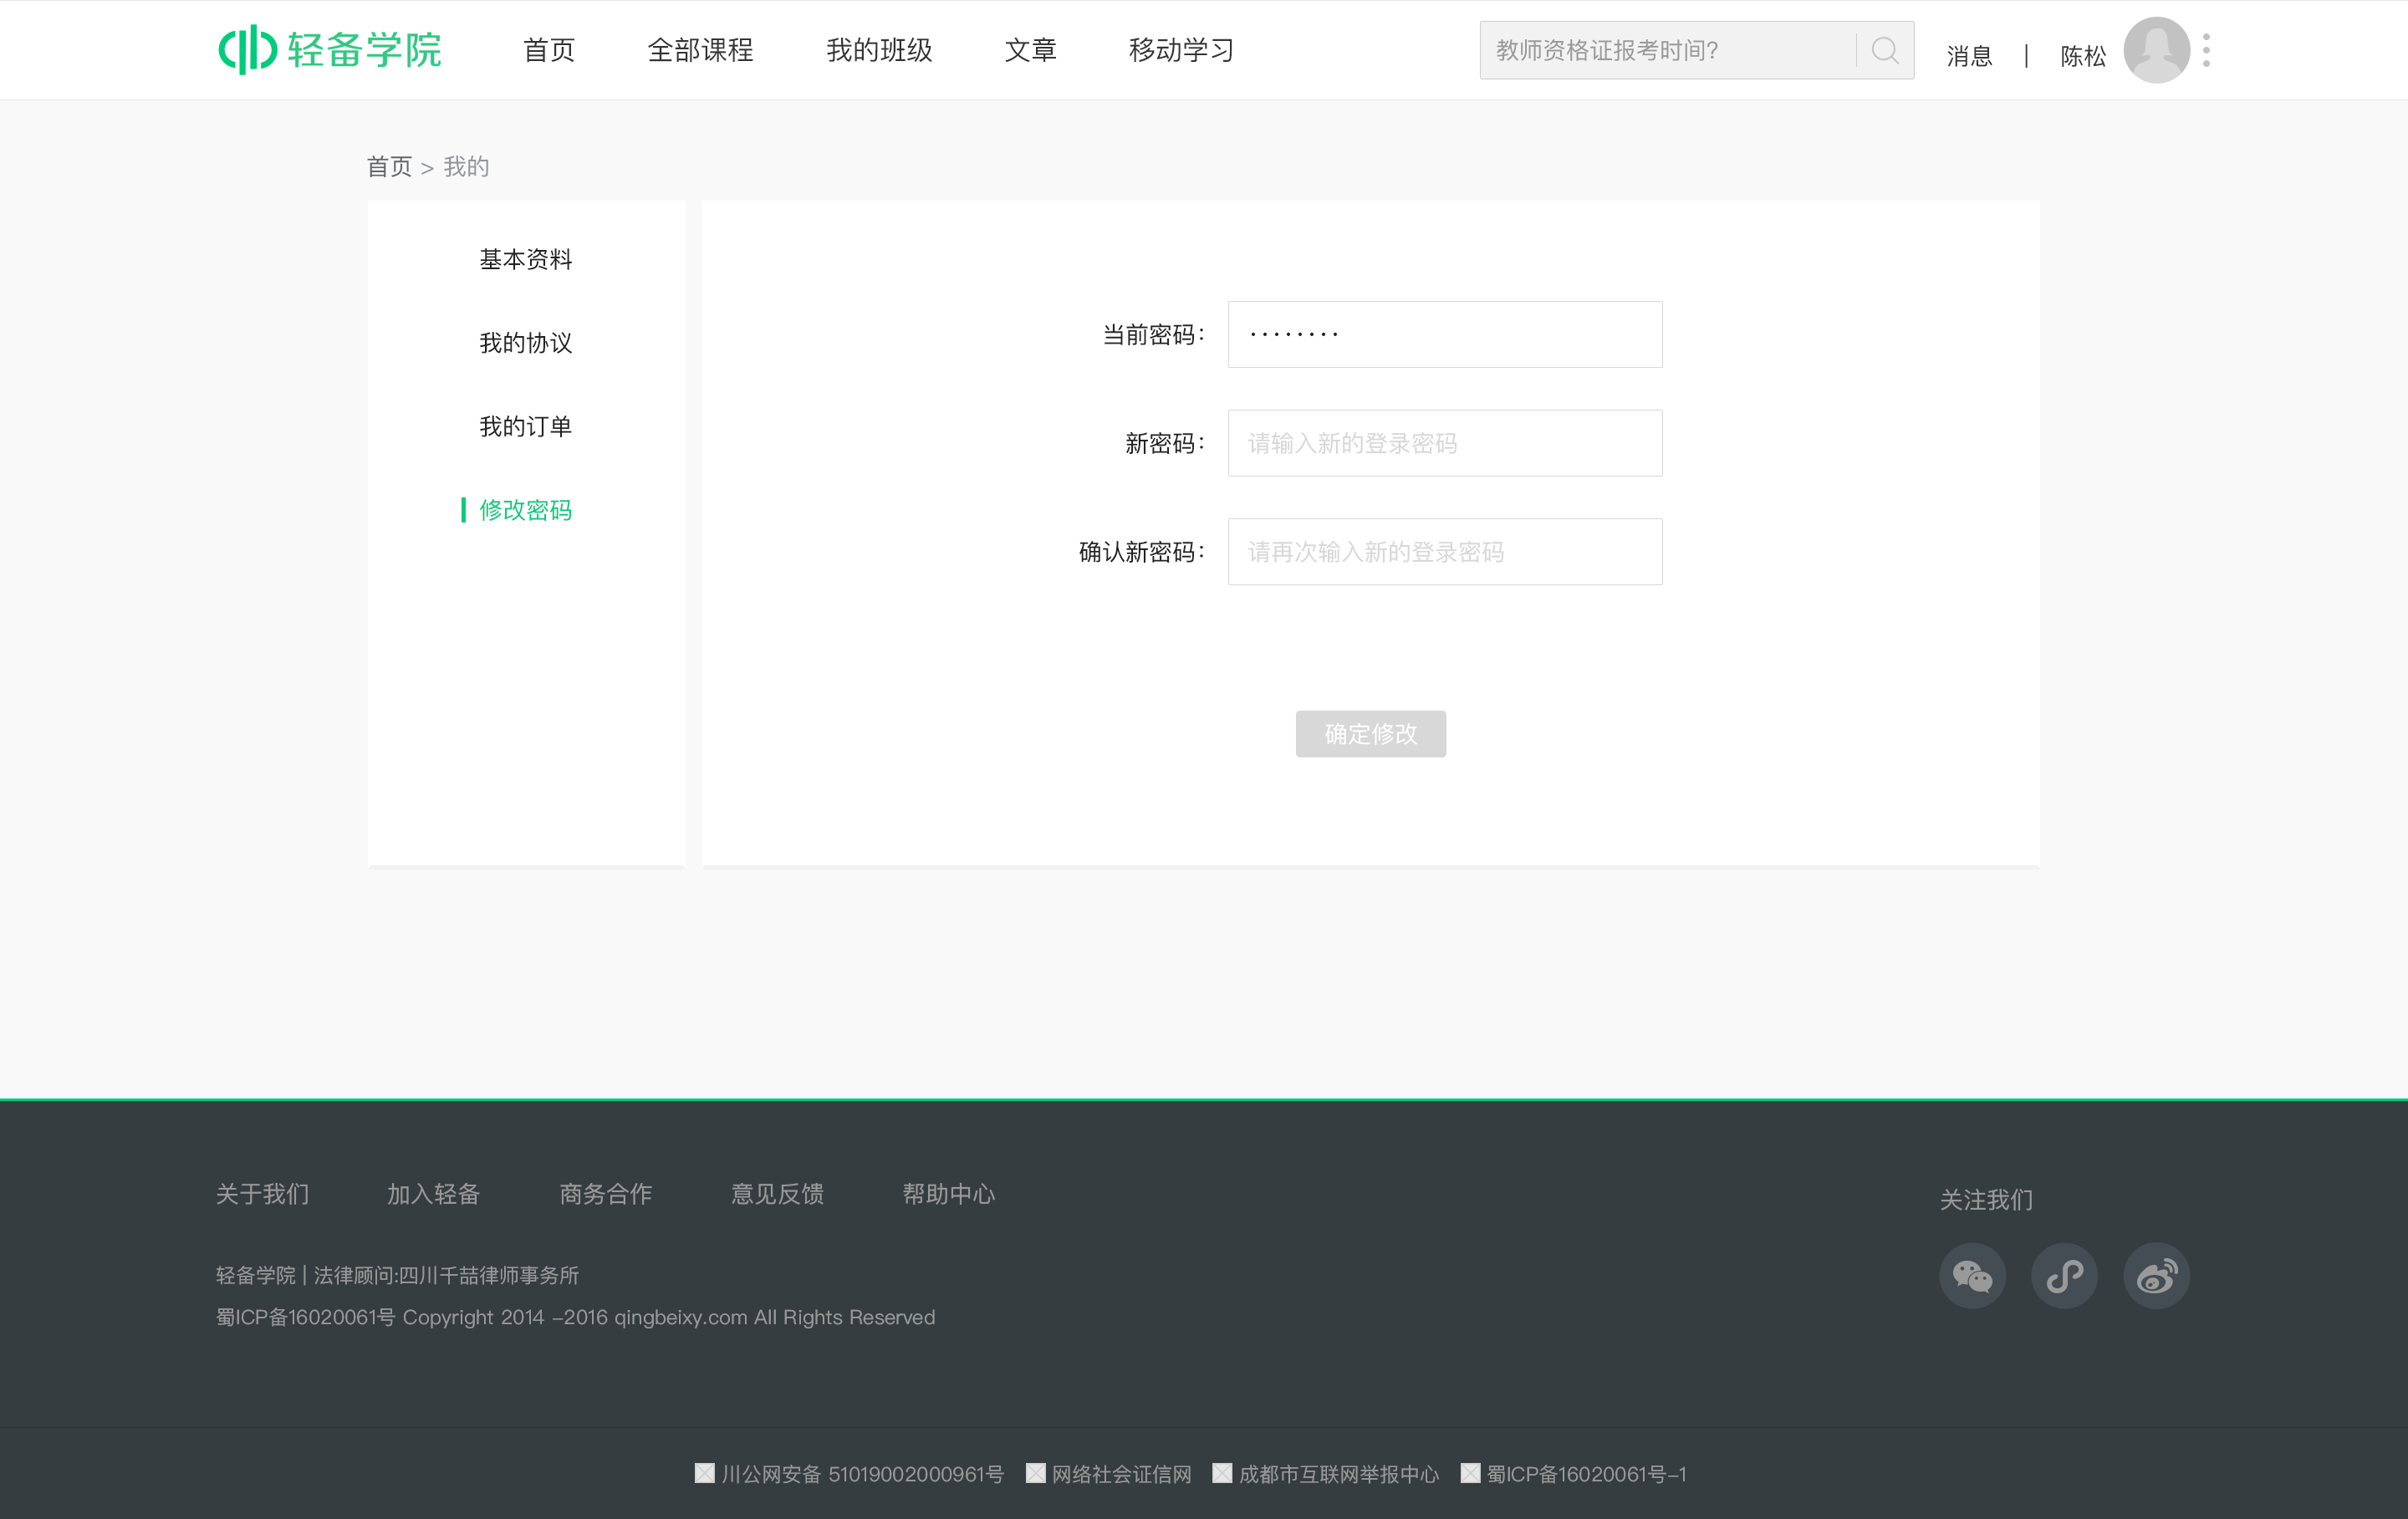 轻备学院 首页 全部课程 我的班级 文章 移动学习 教师资格证报考时间? 消息 | 陈松
首页 > 我的
基本资料
我的协议
我的订单
修改密码
当前密码: ········
新密码: 请输入新的登录密码
确认新密码: 请再次输入新的登录密码
确定修改
关于我们 加入轻备 商务合作 意见反馈 帮助中心
关注我们
轻备学院 | 法律顾问:四川千喆律师事务所
蜀ICP备16020061号 Copyright 2014 -2016 qingbeixy.com All Rights Reserved
川公网安备 51019002000961号 网络社会证信网 成都市互联网举报中心 蜀ICP备16020061号-1